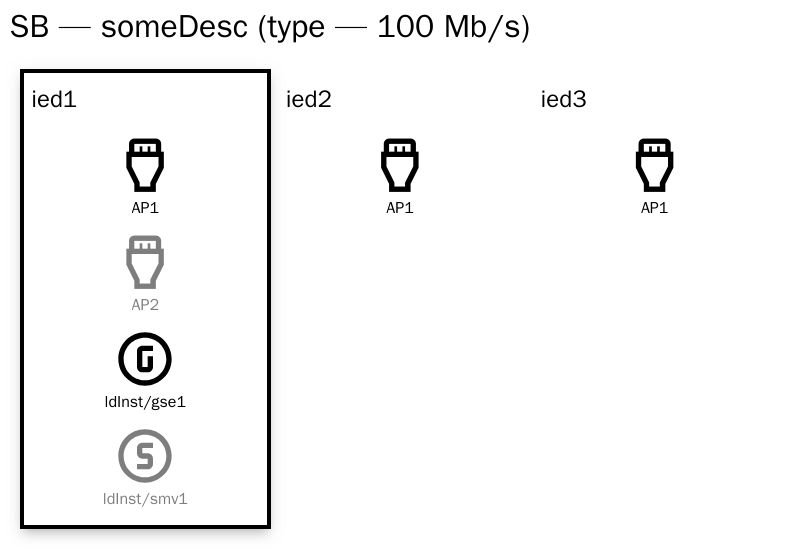 SB — someDesc (type — 100 Mb/s)
ied1
AP1
AP2
G
ldInst/gse1
S
ldInst/smv1
ied2
AP1
ied3
AP1